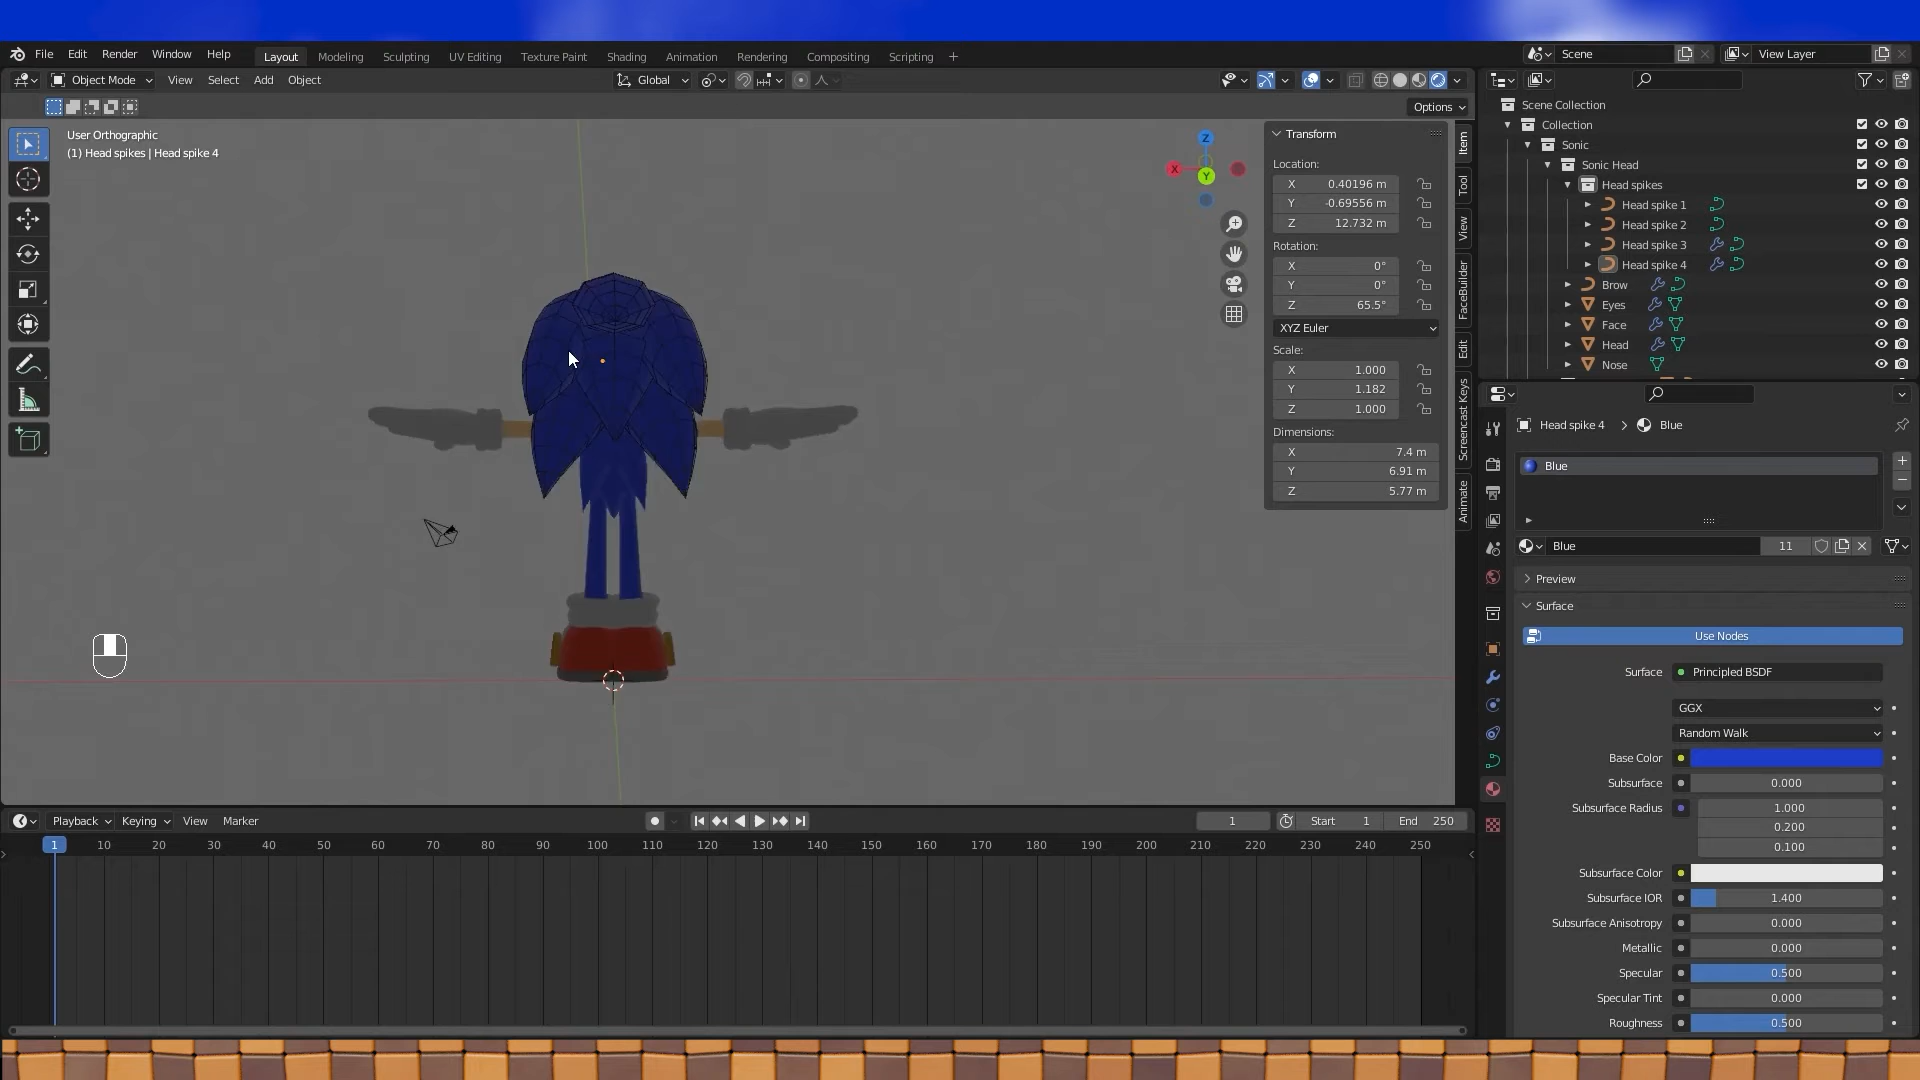 File Edit Render Window Help Layout Modeling Sculpting UV Editing Texture Paint Shading Animation Rendering Compositing Scripting + Scene View Layer
Object Mode View Select Add Object Global
Options
User Orthographic
(1) Head spikes | Head spike 4
X Y Z
Transform
Location:
X 0.40196 m
Y -0.69556 m
Z 12.732 m
Rotation:
X 0°
Y 0°
Z 65.5°
XYZ Euler
Scale:
X 1.000
Y 1.182
Z 1.000
Dimensions:
X 7.4 m
Y 6.91 m
Z 5.77 m
Item
Tool
View
FaceBuilder
Edit
Screencast Keys
Animate
Scene Collection
Collection
Sonic
Sonic Head
Head spikes
Head spike 1
Head spike 2
Head spike 3
Head spike 4
Brow
Eyes
Face
Head
Nose
Head spike 4 > Blue
Blue
Blue 11
Preview
Surface
Use Nodes
Surface Principled BSDF
GGX
Random Walk
Base Color
Subsurface 0.000
Subsurface Radius 1.000
0.200
0.100
Subsurface Color
Subsurface IOR 1.400
Subsurface Anisotropy 0.000
Metallic 0.000
Specular 0.500
Specular Tint 0.000
Roughness 0.500
Playback Keying View Marker 1 Start 1 End 250
1 10 20 30 40 50 60 70 80 90 100 110 120 130 140 150 160 170 180 190 200 210 220 230 240 250